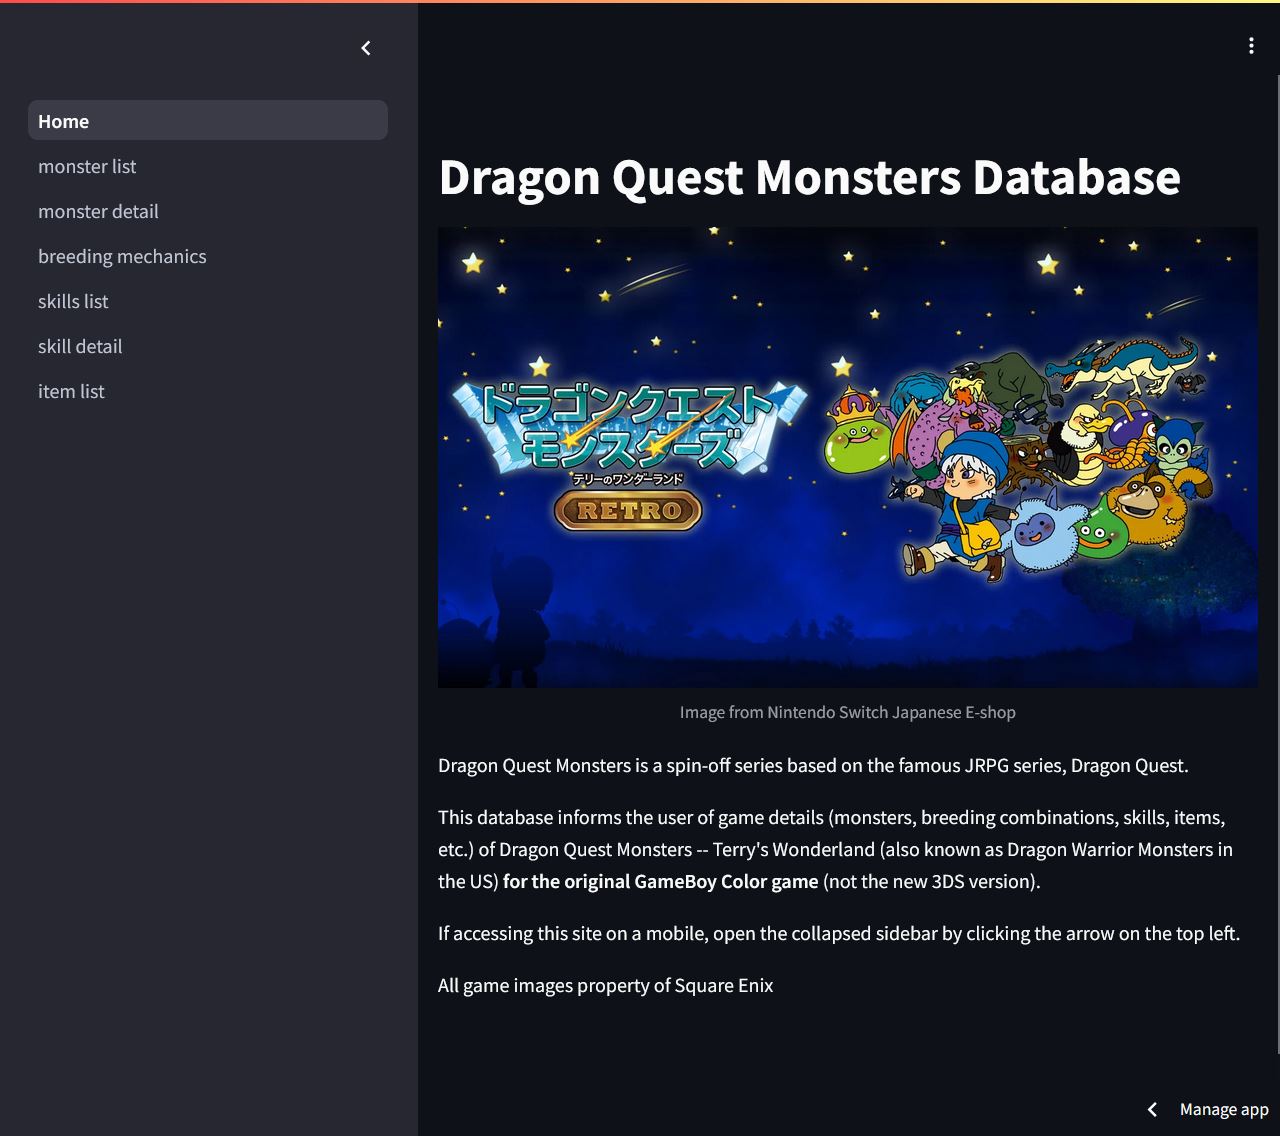 Home
monster list
monster detail
breeding mechanics
skills list
skill detail
item list
Dragon Quest Monsters Database
ドラゴンクエスト
モンスターズ
テリーのワンダーランド
RETRO
Image from Nintendo Switch Japanese E-shop
Dragon Quest Monsters is a spin-off series based on the famous JRPG series, Dragon Quest.
This database informs the user of game details (monsters, breeding combinations, skills, items,
etc.) of Dragon Quest Monsters -- Terry's Wonderland (also known as Dragon Warrior Monsters in
the US) for the original GameBoy Color game (not the new 3DS version).
If accessing this site on a mobile, open the collapsed sidebar by clicking the arrow on the top left.
All game images property of Square Enix
Manage app